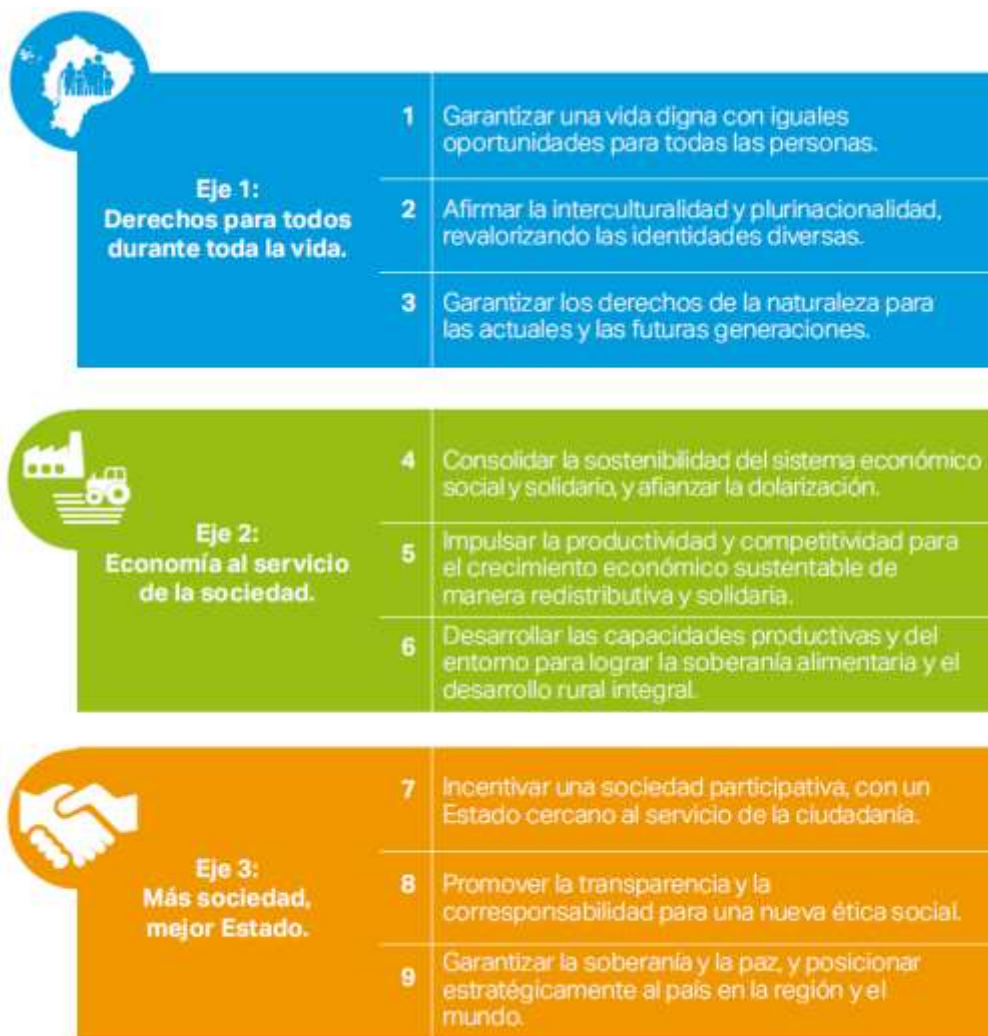 Eje 1:
Derechos para todos
durante toda la vida.
1 Garantizar una vida digna con iguales
oportunidades para todas las personas.
2 Afirmar la interculturalidad y plurinacionalidad,
revalorizando las identidades diversas.
3 Garantizar los derechos de la naturaleza para
las actuales y las futuras generaciones.
Eje 2:
Economía al servicio
de la sociedad.
4 Consolidar la sostenibilidad del sistema económico
social y solidario, y afianzar la dolarización.
5 Impulsar la productividad y competitividad para
el crecimiento económico sustentable de
manera redistributiva y solidaria.
6 Desarrollar las capacidades productivas y del
entorno para lograr la soberanía alimentaria y el
desarrollo rural integral.
Eje 3:
Más sociedad,
mejor Estado.
7 Incentivar una sociedad participativa, con un
Estado cercano al servicio de la ciudadanía.
8 Promover la transparencia y la
corresponsabilidad para una nueva ética social.
9 Garantizar la soberanía y la paz, y posicionar
estratégicamente al país en la región y el
mundo.